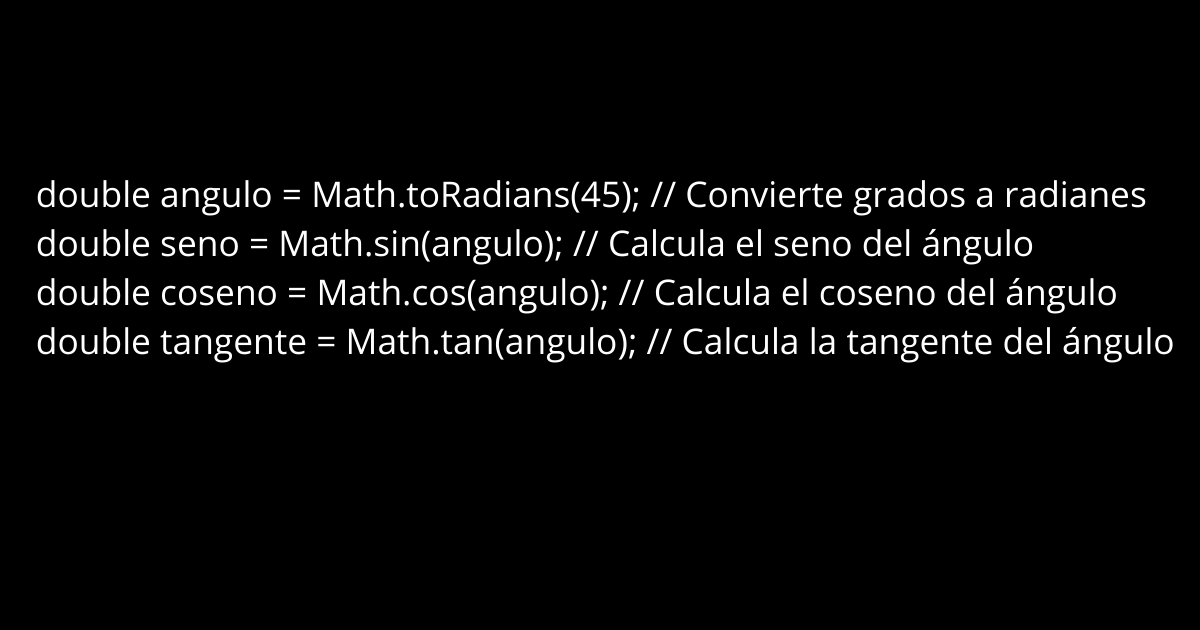 double angulo = Math.toRadians(45); // Convierte grados a radianes
double seno = Math.sin(angulo); // Calcula el seno del ángulo
double coseno = Math.cos(angulo); // Calcula el coseno del ángulo
double tangente = Math.tan(angulo); // Calcula la tangente del ángulo